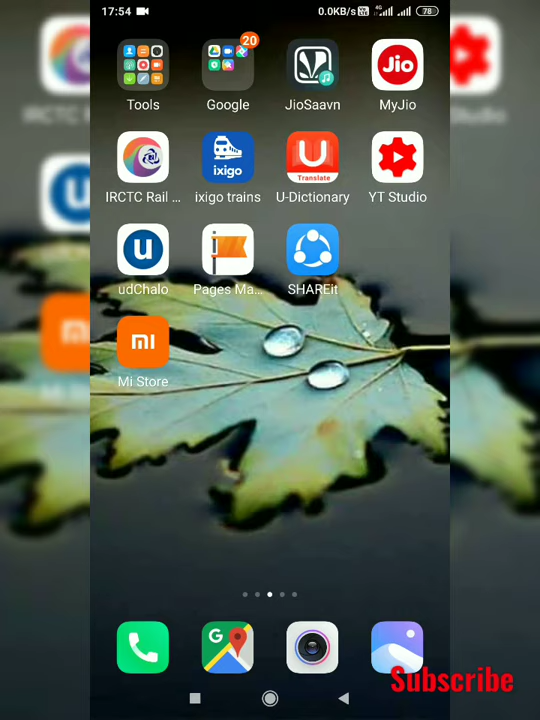 17:54 0.0KB/s 4G 78
20
Tools Google JioSaavn MyJio
Jio
IRCTC Rail ... ixigo trains U-Dictionary YT Studio
ixigo
U
Translate
udChalo Pages Ma... SHAREit
u
mi
Mi Store
G
Subscribe